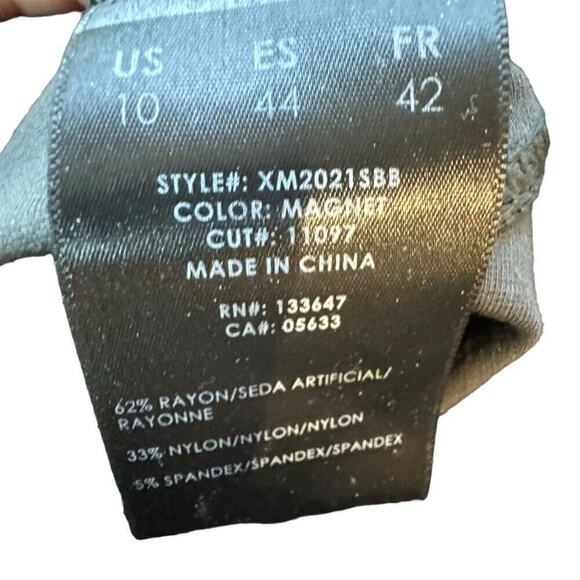 US ES FR
10 44 42
STYLE#: XM2021SBB
COLOR: MAGNET
CUT#: 11097
MADE IN CHINA
RN#: 133647
CA#: 05633
62% RAYON/SEDA ARTIFICIAL/
RAYONNE
33% NYLON/NYLON/NYLON
5% SPANDEX/SPANDEX/SPANDEX